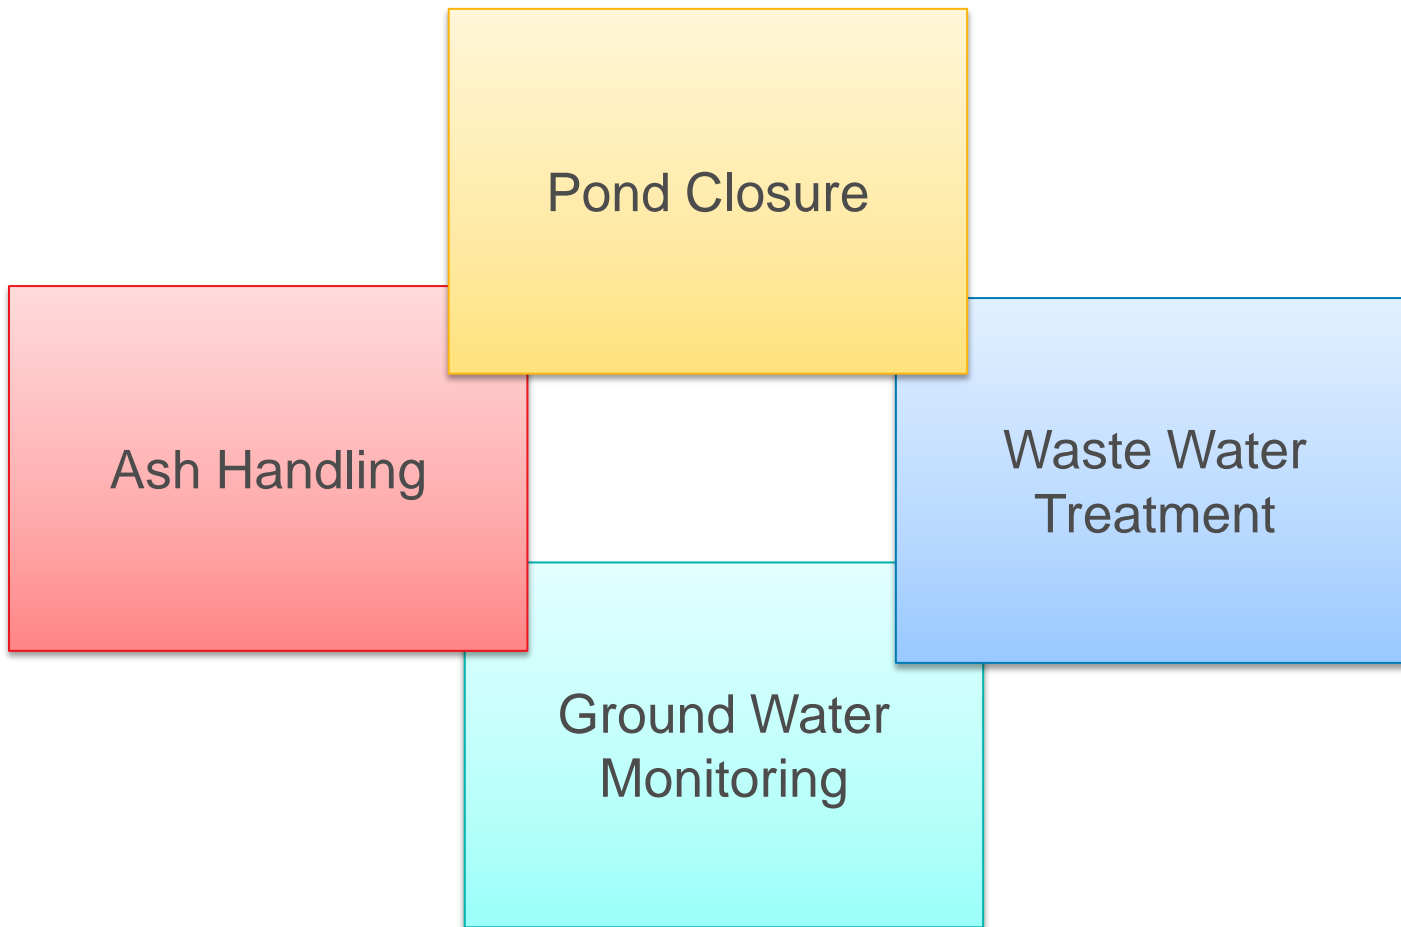 Pond Closure
Ash Handling
Waste Water
Treatment
Ground Water
Monitoring